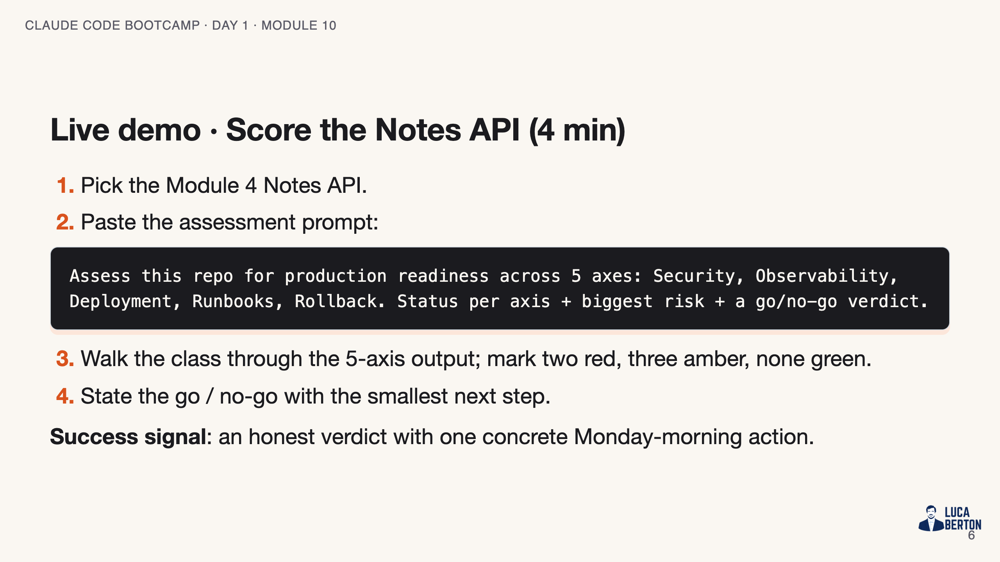 CLAUDE CODE BOOTCAMP · DAY 1 · MODULE 10
Live demo · Score the Notes API (4 min)
1. Pick the Module 4 Notes API.
2. Paste the assessment prompt:
Assess this repo for production readiness across 5 axes: Security, Observability,
Deployment, Runbooks, Rollback. Status per axis + biggest risk + a go/no-go verdict.
3. Walk the class through the 5-axis output; mark two red, three amber, none green.
4. State the go / no-go with the smallest next step.
Success signal: an honest verdict with one concrete Monday-morning action.
LUCA
BERTON
6